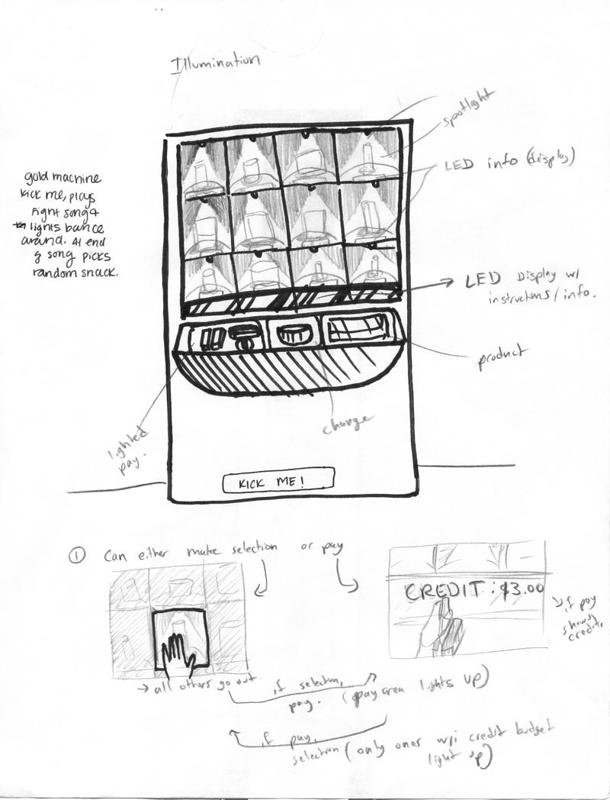 Illumination
spotlight
LED info (display)
gold machine
kick me, plays
fight song &
lights bance
around. At end
of song picks
random snack.
LED Display w/
instructions/info.
product
lighted
pay.
change
KICK ME!
① Can either make selection or pay
CREDIT: $3.00
if pay
shows
credits
→ all others go out
if selection,
pay. (pay area lights up)
if pay,
selection (only ones w/i credit budget
light up)